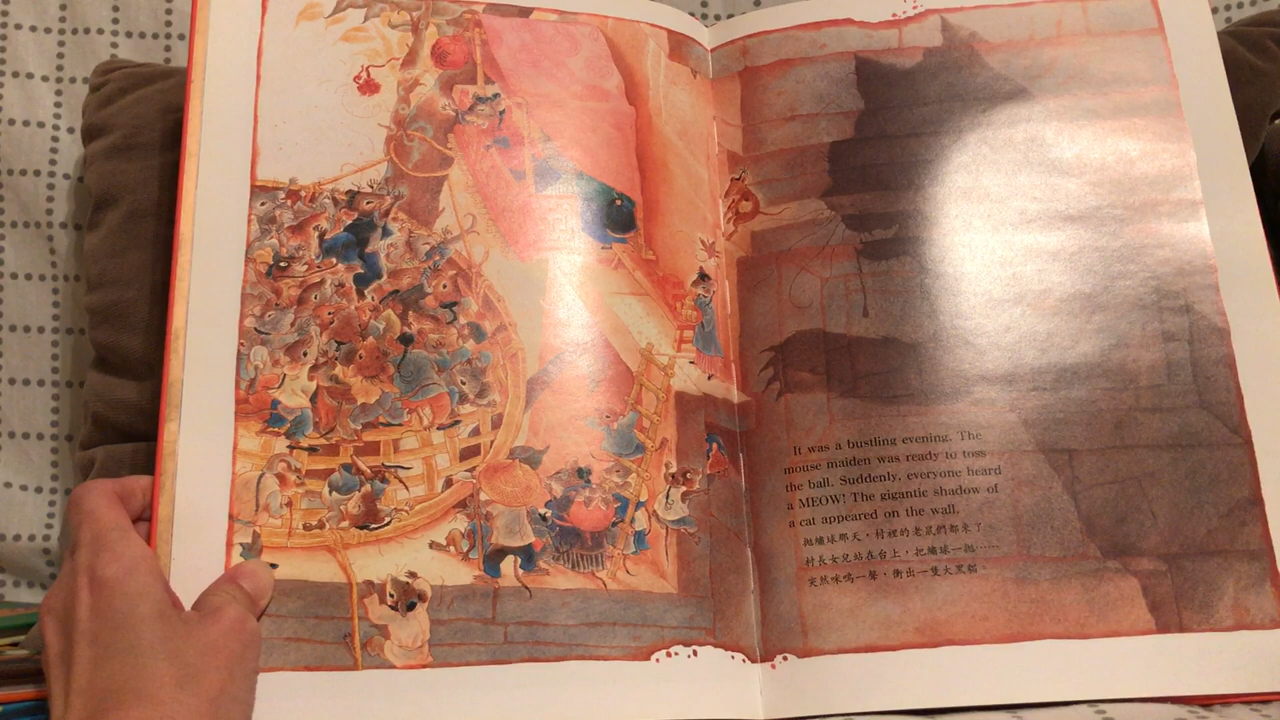 It was a bustling evening. The
mouse maiden was ready to toss
the ball. Suddenly, everyone heard
a MEOW! The gigantic shadow of
a cat appeared on the wall.
拋繡球那天，村裡的老鼠們都來了。
村長女兒站在台上，把繡球一拋……
突然咪嗚一聲，衝出一隻大黑貓。